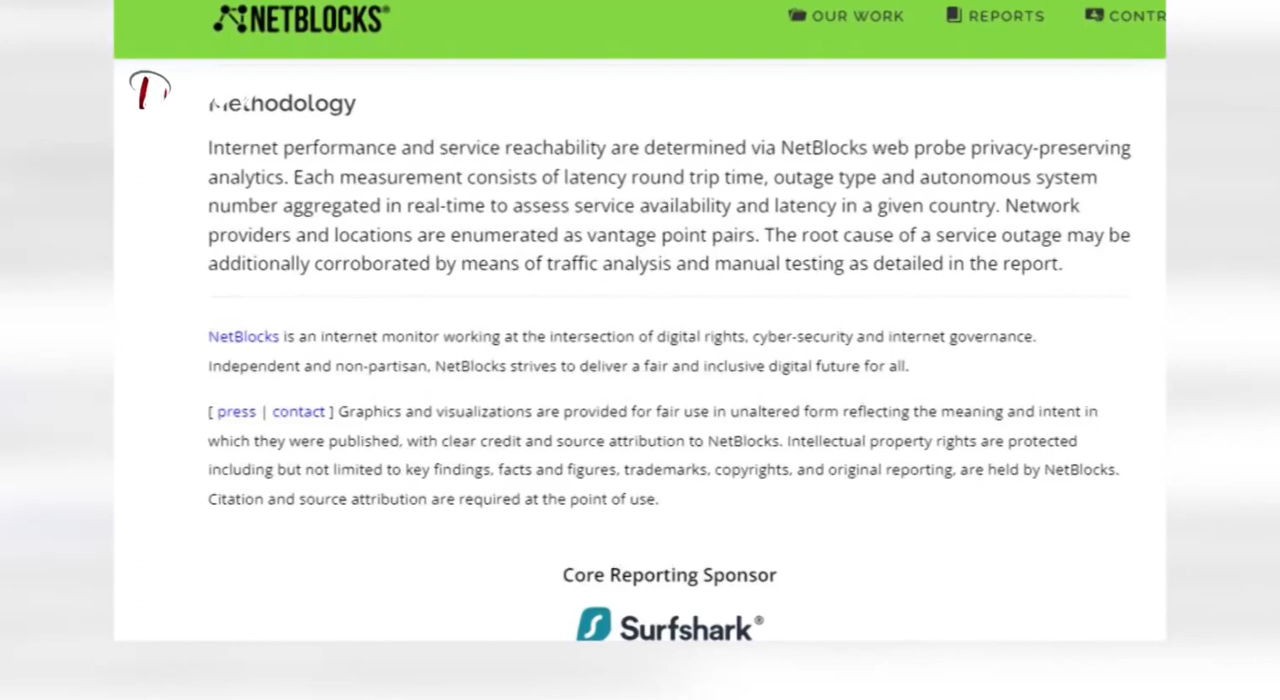 NETBLOCKS®
OUR WORK
REPORTS
CONTR
Methodology
Internet performance and service reachability are determined via NetBlocks web probe privacy-preserving
analytics. Each measurement consists of latency round trip time, outage type and autonomous system
number aggregated in real-time to assess service availability and latency in a given country. Network
providers and locations are enumerated as vantage point pairs. The root cause of a service outage may be
additionally corroborated by means of traffic analysis and manual testing as detailed in the report.
NetBlocks is an internet monitor working at the intersection of digital rights, cyber-security and internet governance.
Independent and non-partisan, NetBlocks strives to deliver a fair and inclusive digital future for all.
[ press | contact ] Graphics and visualizations are provided for fair use in unaltered form reflecting the meaning and intent in
which they were published, with clear credit and source attribution to NetBlocks. Intellectual property rights are protected
including but not limited to key findings, facts and figures, trademarks, copyrights, and original reporting, are held by NetBlocks.
Citation and source attribution are required at the point of use.
Core Reporting Sponsor
Surfshark®